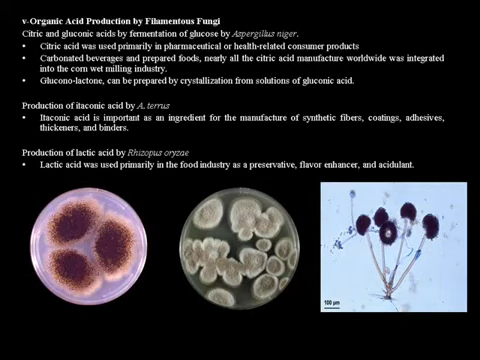 v-Organic Acid Production by Filamentous Fungi
Citric and gluconic acids by fermentation of glucose by Aspergillus niger.
• Citric acid was used primarily in pharmaceutical or health-related consumer products
• Carbonated beverages and prepared foods, nearly all the citric acid manufacture worldwide was integrated
into the corn wet milling industry.
• Glucono-lactone, can be prepared by crystallization from solutions of gluconic acid.
Production of itaconic acid by A. terrus
• Itaconic acid is important as an ingredient for the manufacture of synthetic fibers, coatings, adhesives,
thickeners, and binders.
Production of lactic acid by Rhizopus oryzae
• Lactic acid was used primarily in the food industry as a preservative, flavor enhancer, and acidulant.
100 µm